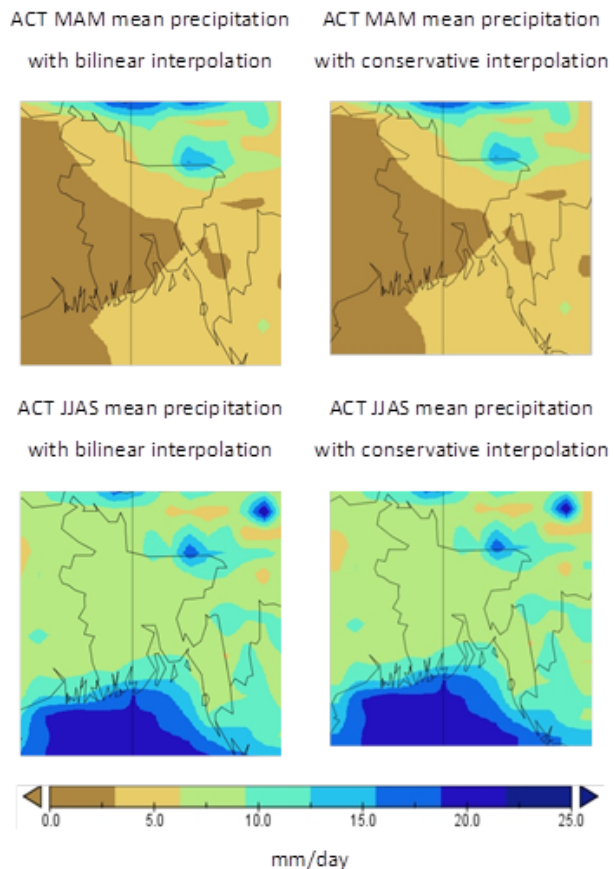 ACT MAM mean precipitation
with bilinear interpolation
ACT MAM mean precipitation
with conservative interpolation
ACT JJAS mean precipitation
with bilinear interpolation
ACT JJAS mean precipitation
with conservative interpolation
0.0 5.0 10.0 15.0 20.0 25.0
mm/day